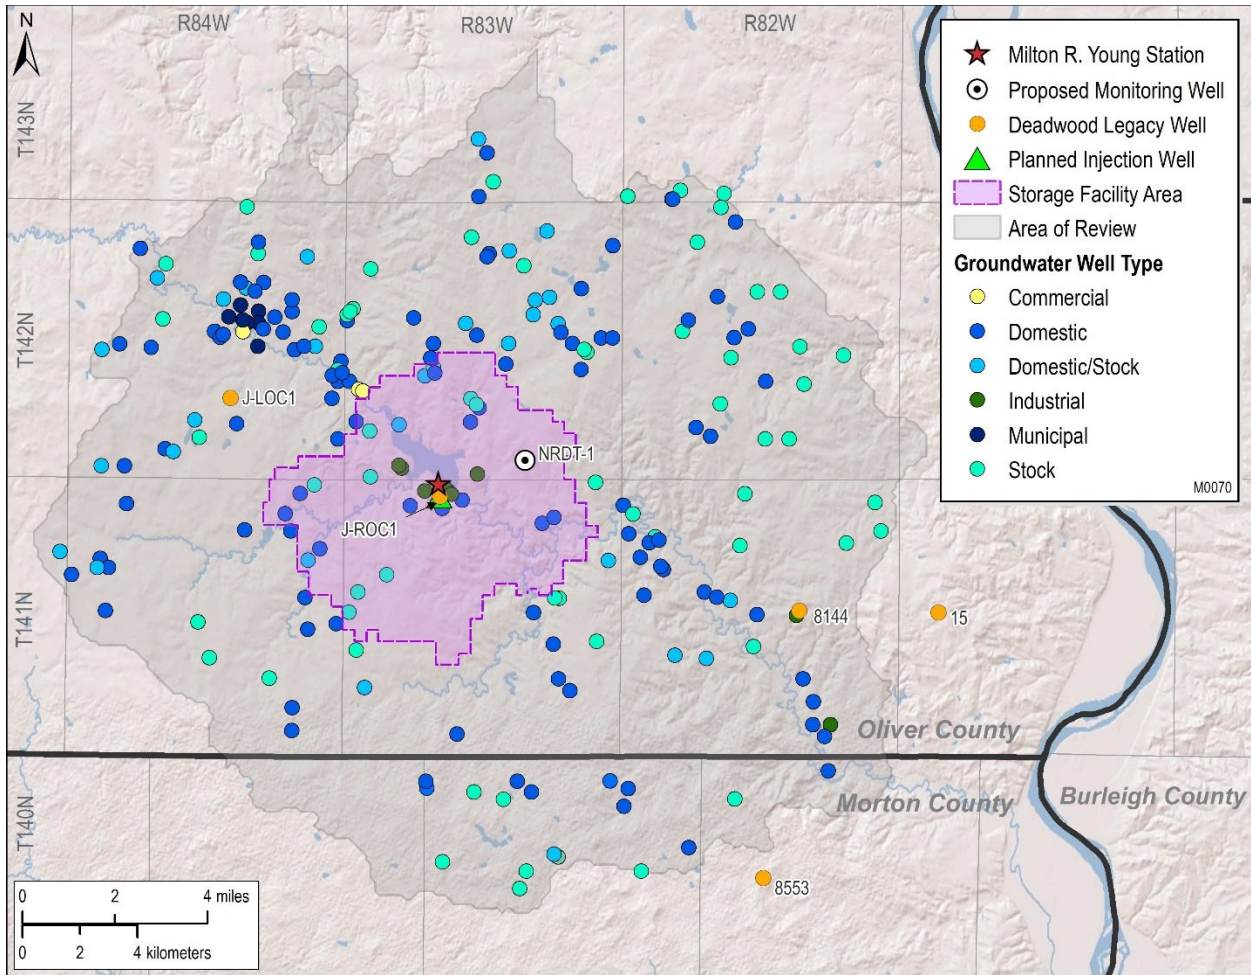 R84W
R83W
R82W
N
T143N
T142N
T141N
T140N
Milton R. Young Station
Proposed Monitoring Well
Deadwood Legacy Well
Planned Injection Well
Storage Facility Area
Area of Review
Groundwater Well Type
Commercial
Domestic
Domestic/Stock
Industrial
Municipal
Stock
M0070
J-LOC1
NRDT-1
J-ROC1
8144
15
Oliver County
Morton County
Burleigh County
8553
0 2 4 miles
0 2 4 kilometers